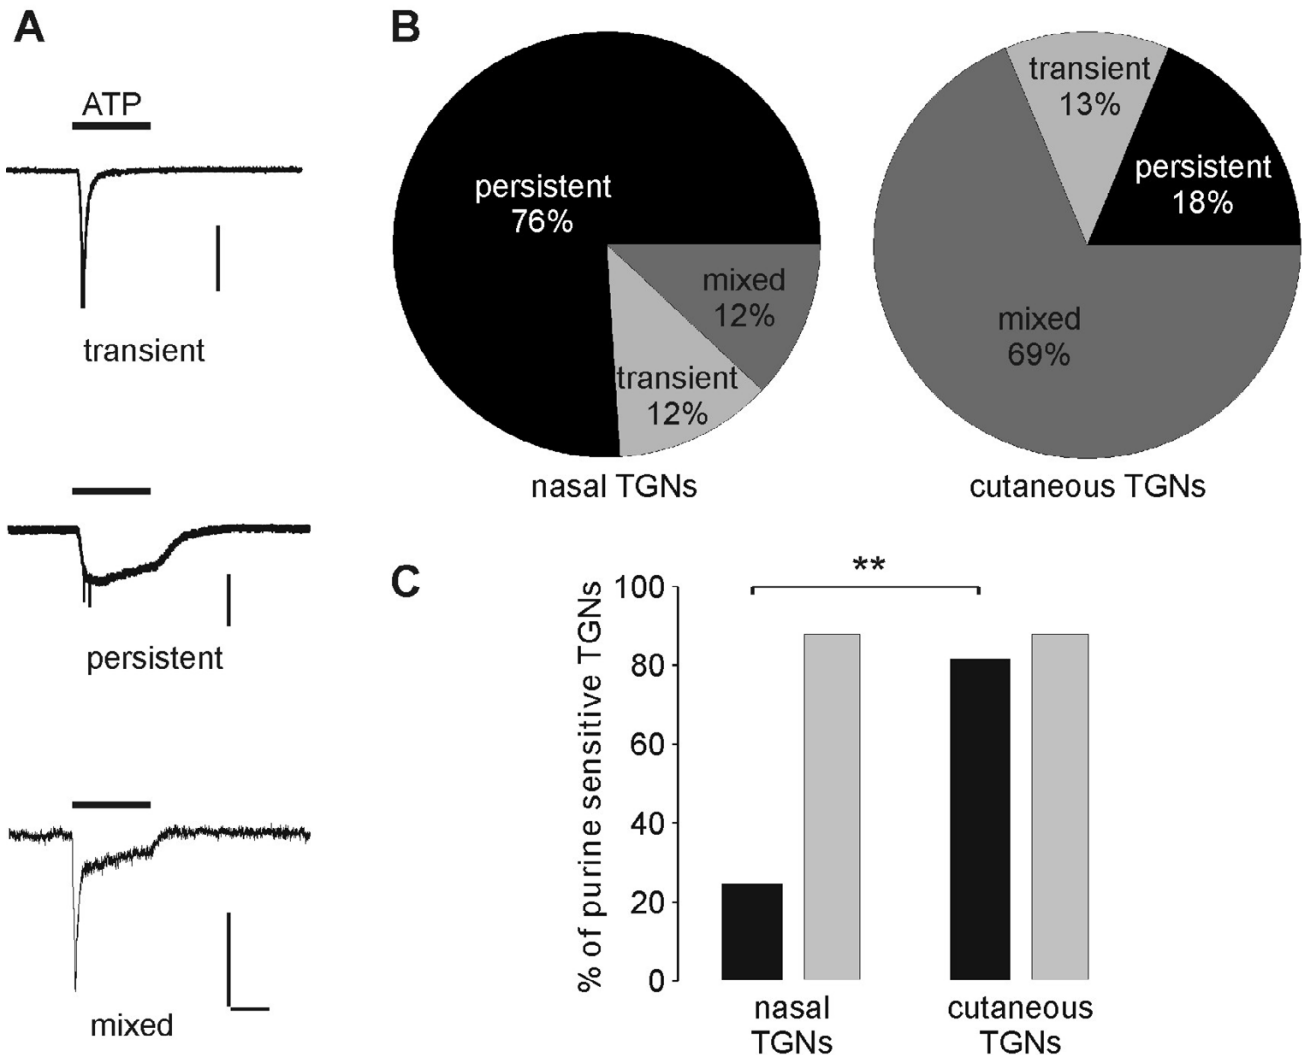 A
ATP
transient
persistent
mixed
B
persistent
76%
mixed
12%
transient
12%
nasal TGNs
transient
13%
persistent
18%
mixed
69%
cutaneous TGNs
C
**
% of purine sensitive TGNs
100
80
60
40
20
0
nasal
TGNs
cutaneous
TGNs